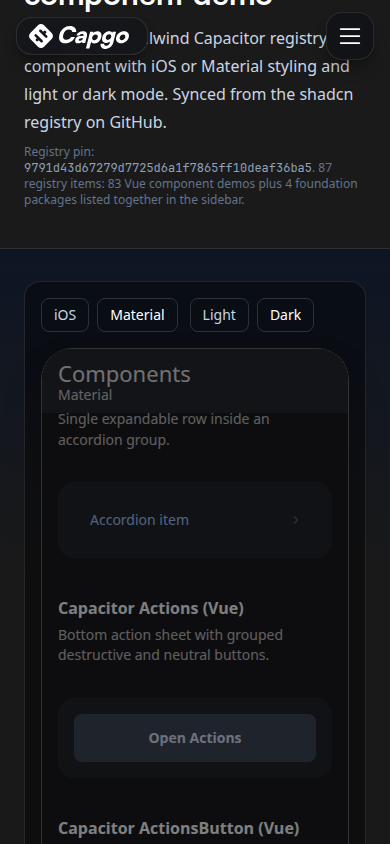 component demo
Capgo
lwind Capacitor registry
component with iOS or Material styling and
light or dark mode. Synced from the shadcn
registry on GitHub.
Registry pin:
9791d43d67279d7725d6a1f7865ff10deaf36ba5. 87
registry items: 83 Vue component demos plus 4 foundation
packages listed together in the sidebar.
iOS
Material
Light
Dark
Components
Material
Single expandable row inside an
accordion group.
Accordion item
Capacitor Actions (Vue)
Bottom action sheet with grouped
destructive and neutral buttons.
Open Actions
Capacitor ActionsButton (Vue)